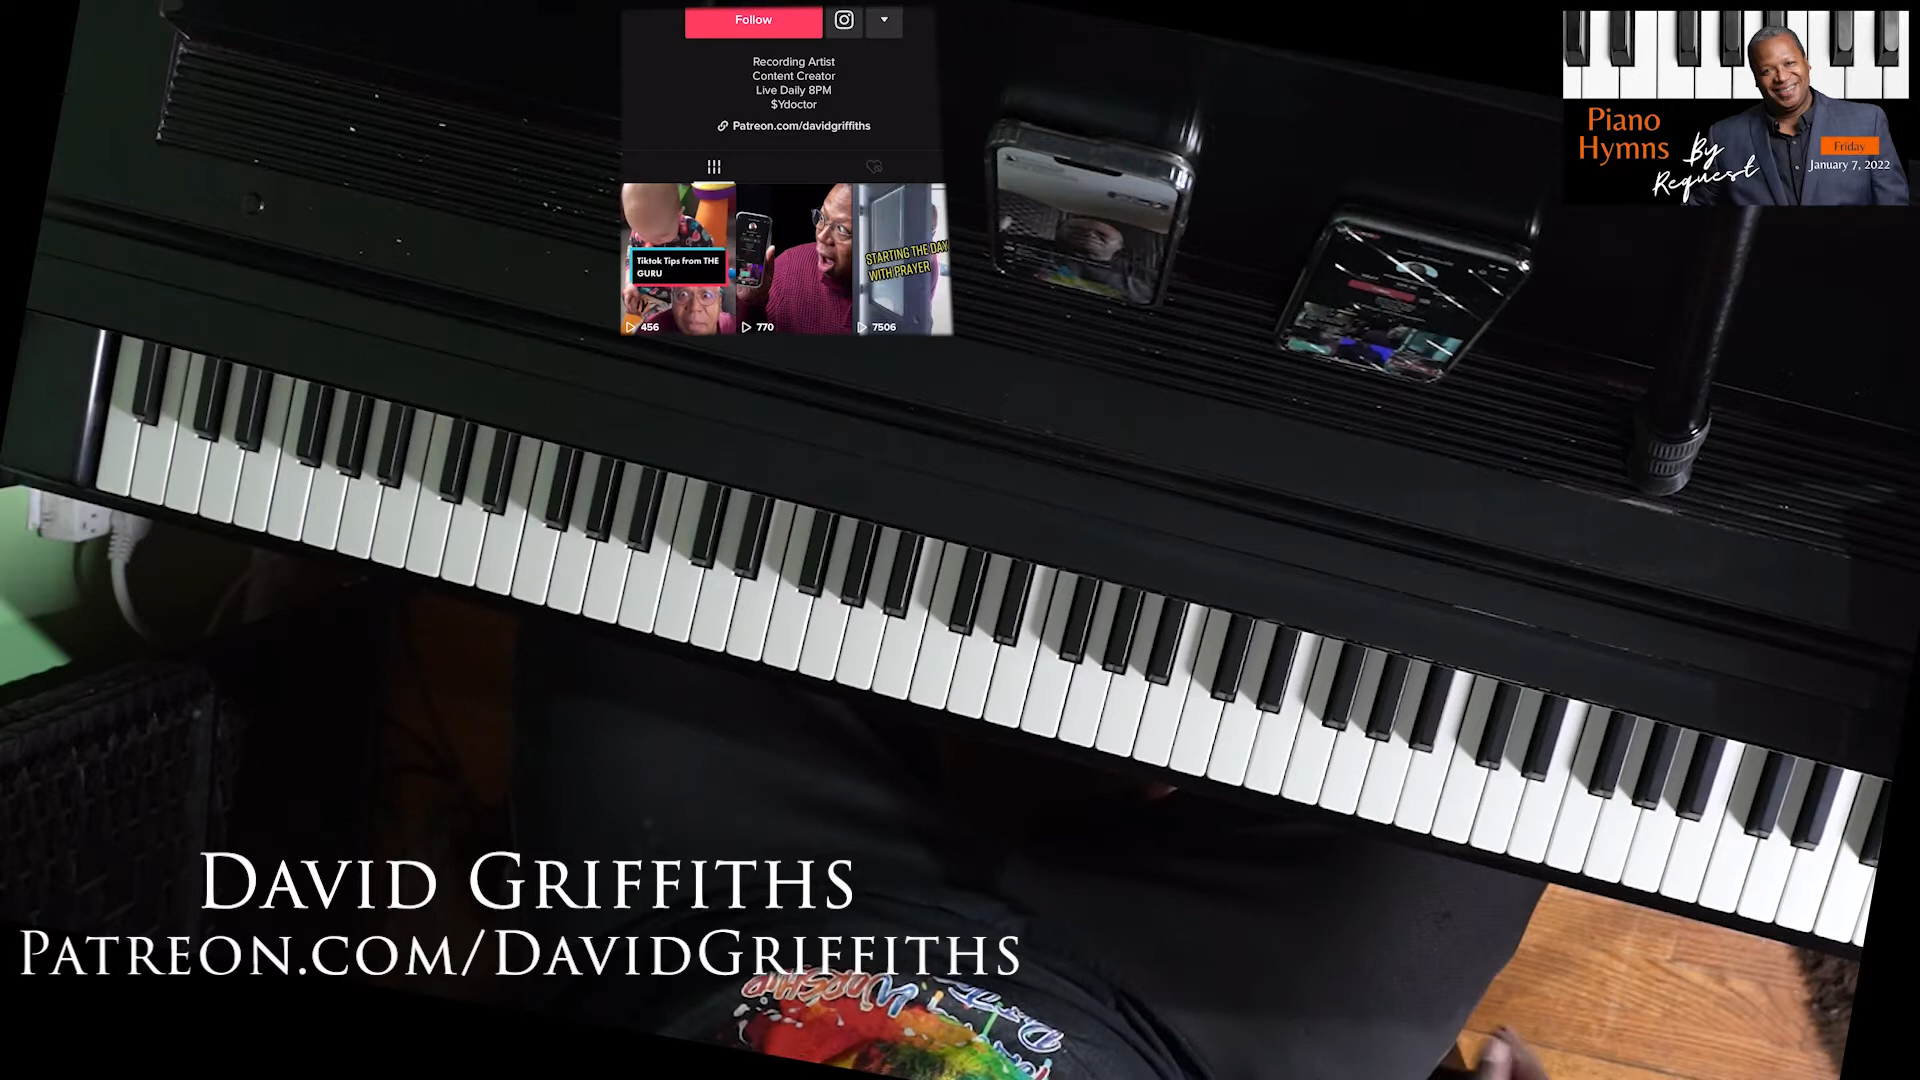 Follow
Recording Artist
Content Creator
Live Daily 8PM
$Ydoctor
Patreon.com/davidgriffiths
Tiktok Tips from THE
GURU
STARTING THE DAY
WITH PRAYER
456
770
7506
Piano
Hymns
By
Request
Friday
January 7, 2022
David Griffiths
Patreon.com/DavidGriffiths
WORSHIP